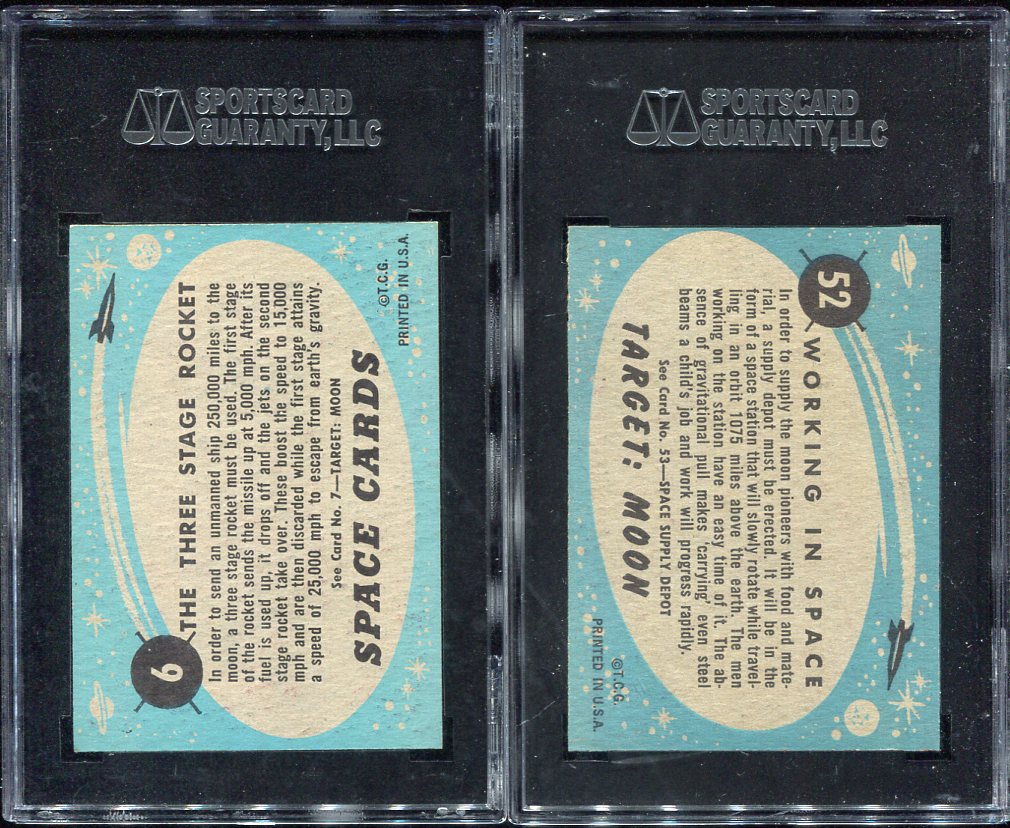 SPORTSCARD
GUARANTY, LLC
6
THE THREE STAGE ROCKET
In order to send an unmanned ship 250,000 miles to the
moon, a three stage rocket must be used. The first stage
of the rocket sends the missile up at 5,000 mph. After its
fuel is used up, it drops off and the jets on the second
stage rocket take over. These boost the speed to 15,000
mph and are then discarded while the first stage attains
a speed of 25,000 mph to escape from earth's gravity.
See Card No. 7—TARGET: MOON
SPACE CARDS
©T.C.G.
PRINTED IN U.S.A.
SPORTSCARD
GUARANTY, LLC
52
WORKING IN SPACE
In order to supply the moon pioneers with food and mate-
rial, a supply depot must be erected. It will be in the
form of a space station that will slowly rotate while travel-
ling in an orbit 1075 miles above the earth. The men
working on the station have an easy time of it. The ab-
sence of gravitational pull makes carrying even steel
beams a child's job and work will progress rapidly.
See Card No. 53—SPACE SUPPLY DEPOT
TARGET: MOON
©T.C.G.
PRINTED IN U.S.A.